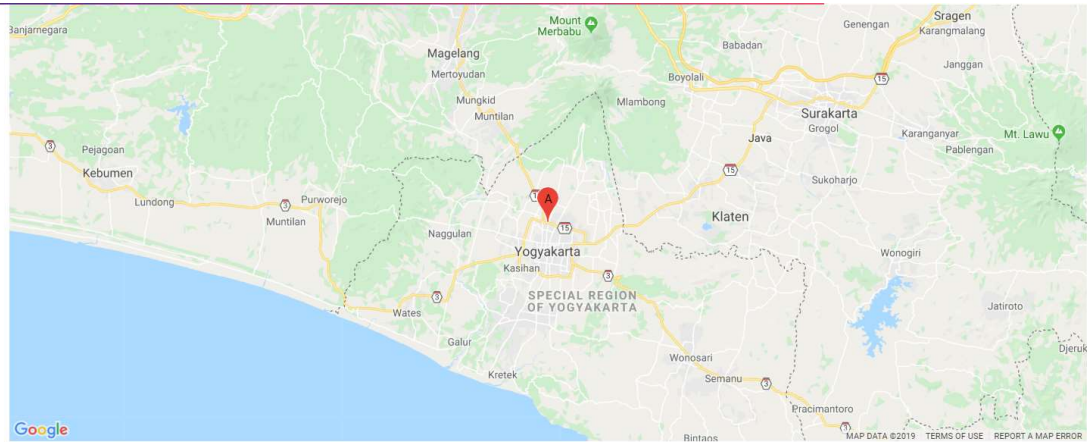 Sragen
Mount
Merbabu
Genengan
Karangmalang
Banjarnegara
Babadan
Magelang
Janggan
Mertoyudan
Boyolali
15
Mungkid
Mlambong
Muntilan
Surakarta
Grogol
Karanganyar
Mt. Lawu
Java
3
Pejagoan
Pablengan
Kebumen
15
Sukoharjo
Lundong
Purworejo
3
A
Muntilan
Klaten
15
Naggulan
Yogyakarta
Wonogiri
Kasihan
3
3
SPECIAL REGION
OF YOGYAKARTA
Jatiroto
Wates
Galur
Djeruk
Wonosari
Kretek
Semanu
3
Pracimantoro
3
Google
Bintaos
MAP DATA ©2019 TERMS OF USE REPORT A MAP ERROR